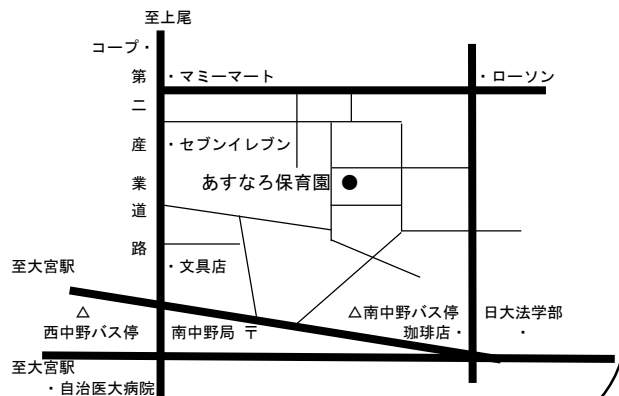 至上尾
コープ・
第二産業道路
・マミーマート
・ローソン
・セブンイレブン
あすなろ保育園
・文具店
至大宮駅
△
西中野バス停
南中野局 〒
△南中野バス停
珈琲店・
日大法学部
・
至大宮駅
・自治医大病院